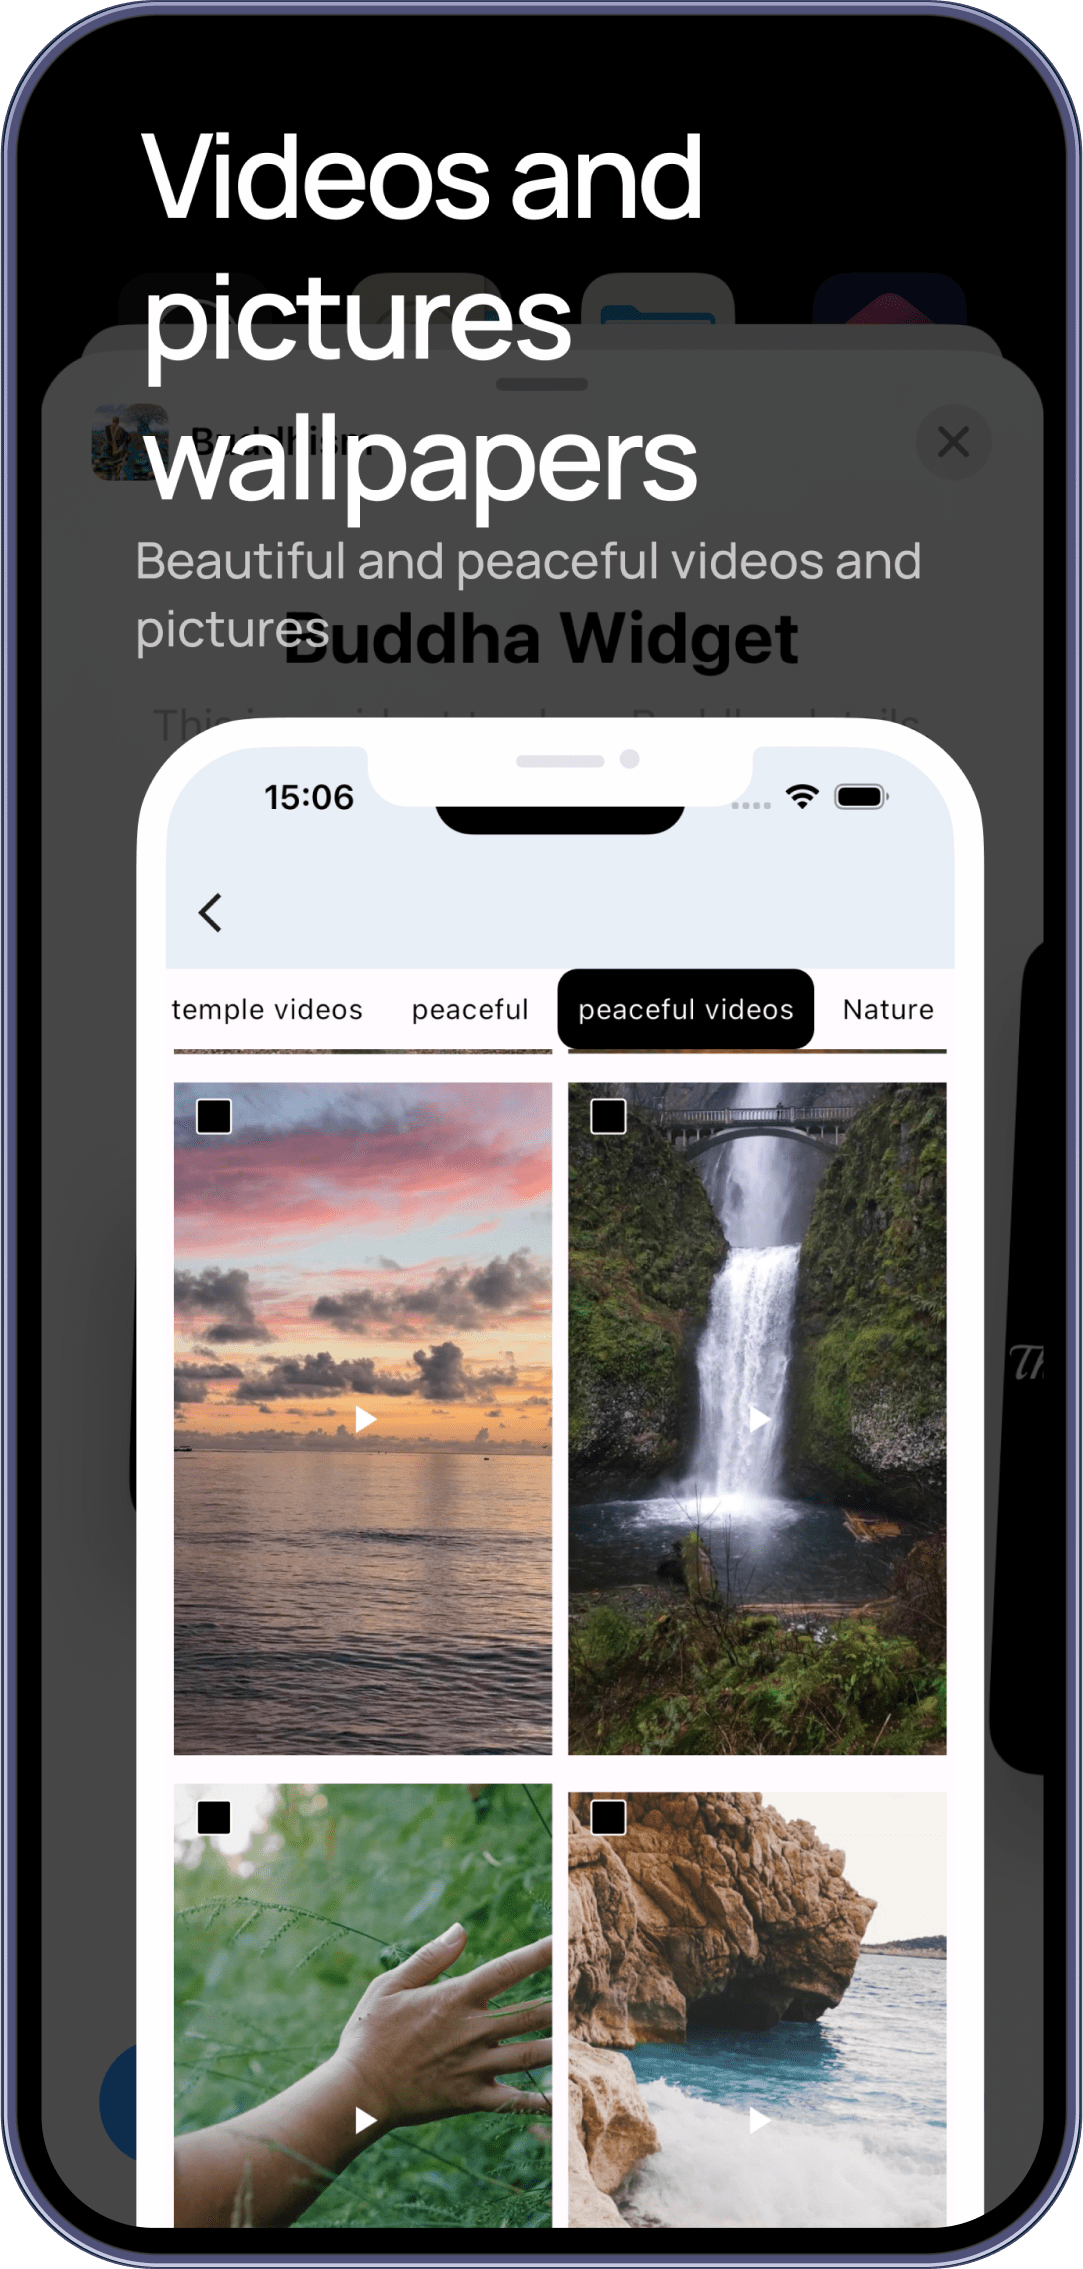 Videos and
pictures
wallpapers
Buddhism
Beautiful and peaceful videos and
pictures
Buddha Widget
15:06
temple videos peaceful peaceful videos Nature